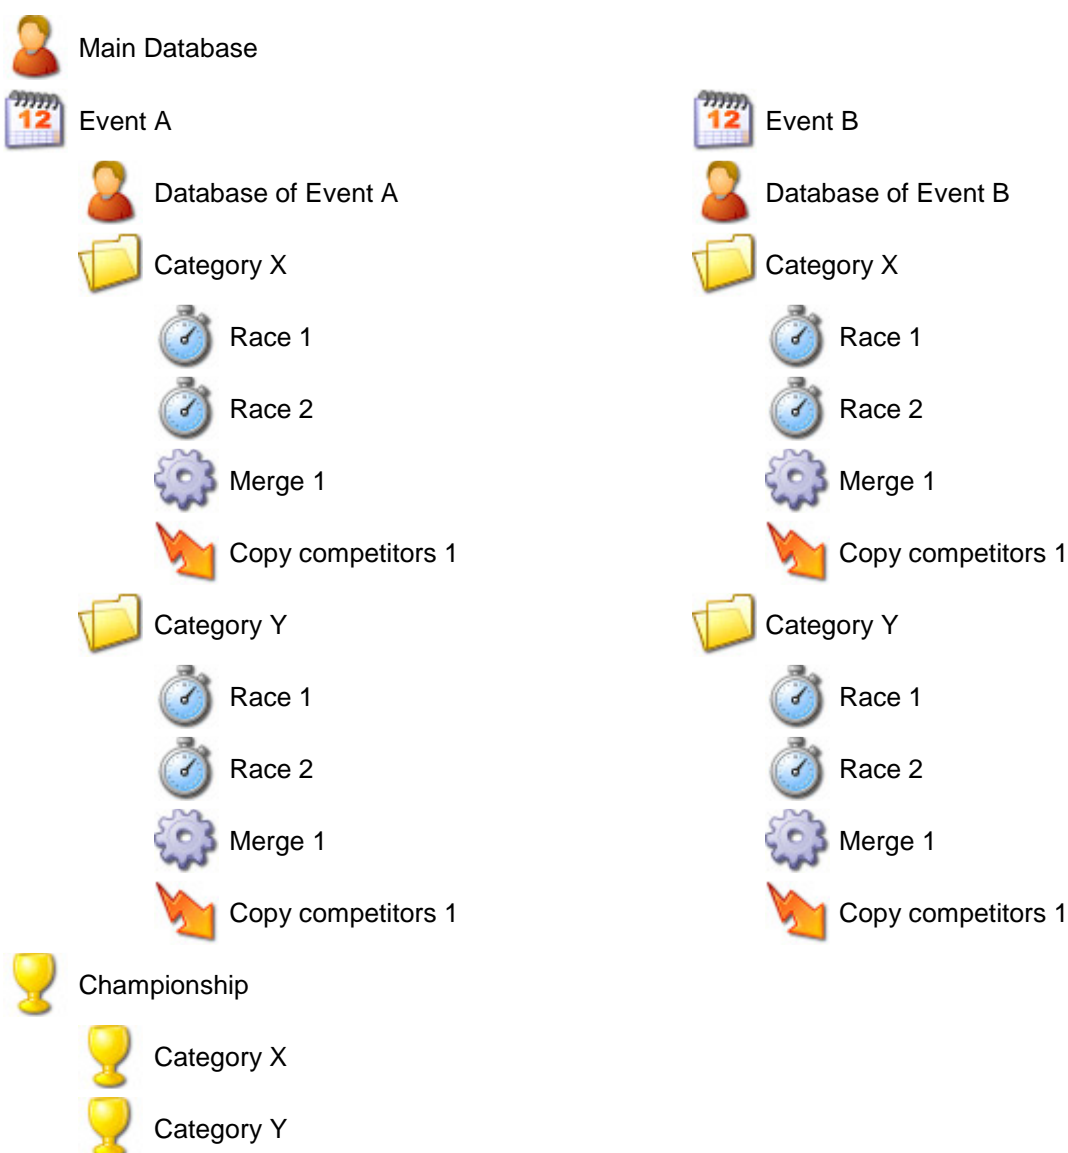 Main Database
12
Event A
Database of Event A
Category X
Race 1
Race 2
Merge 1
Copy competitors 1
Category Y
Race 1
Race 2
Merge 1
Copy competitors 1
12
Event B
Database of Event B
Category X
Race 1
Race 2
Merge 1
Copy competitors 1
Category Y
Race 1
Race 2
Merge 1
Copy competitors 1
Championship
Category X
Category Y